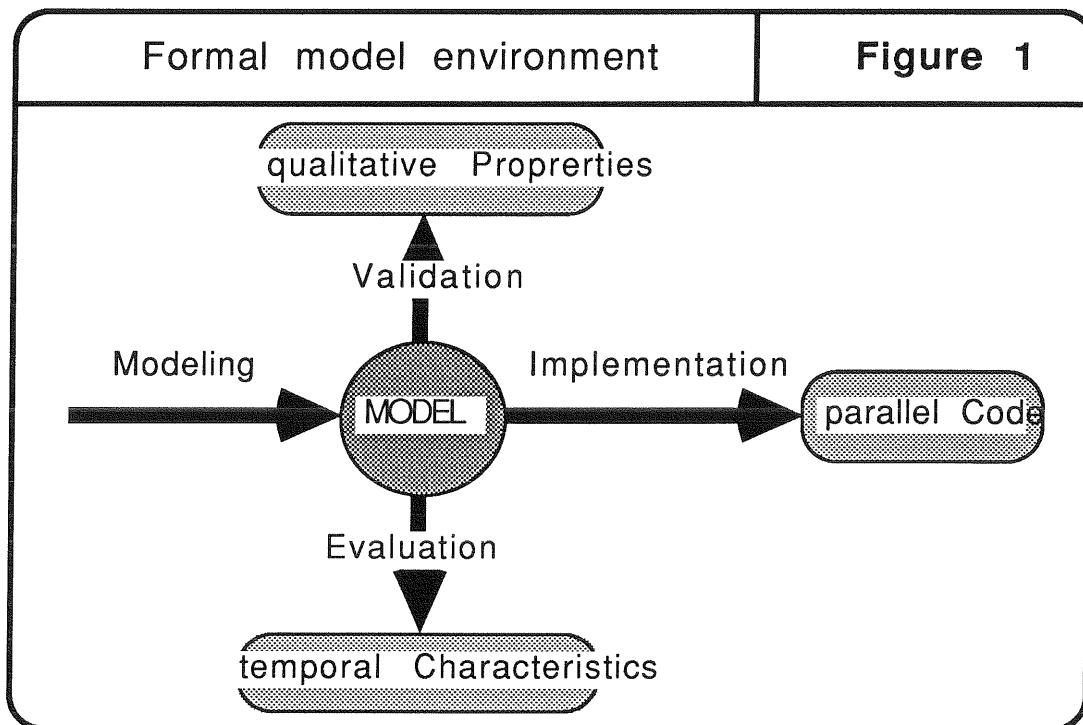 Formal model environment
Figure 1
qualitative Proprerties
Validation
Modeling
Implementation
MODEL
parallel Code
Evaluation
temporal Characteristics